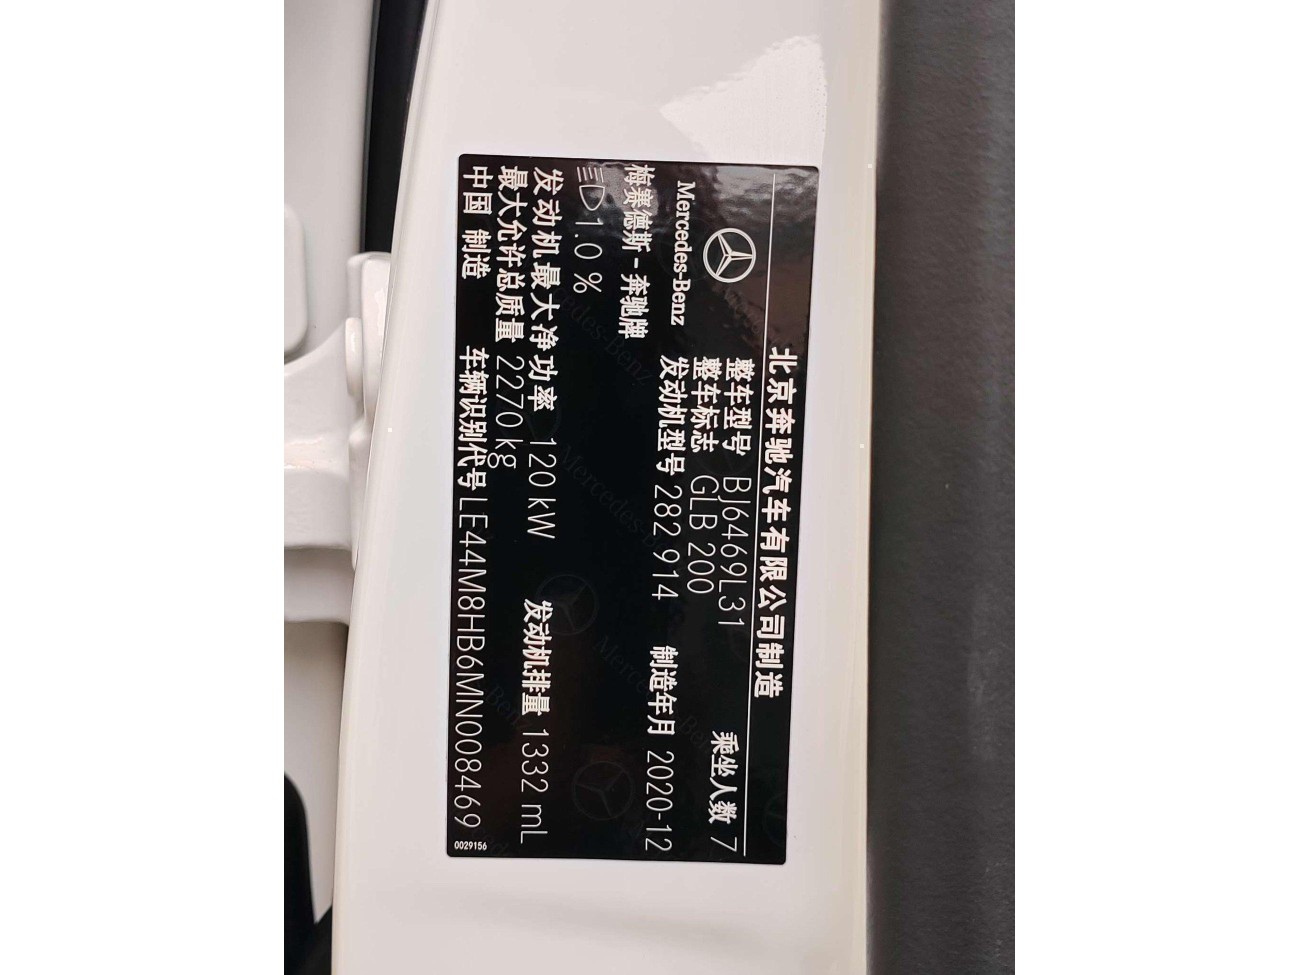 北京奔驰汽车有限公司制造
Mercedes-Benz
梅赛德斯-奔驰牌
整车型号 BJ6469L31 乘坐人数 7
整车标志 GLB 200
发动机型号 282 914 制造年月 2020-12
1.0 %
发动机最大净功率 120 kW 发动机排量 1332 mL
最大允许总质量 2270 kg
中国 制造 车辆识别代号 LE44M8HB6MN008469
0029156